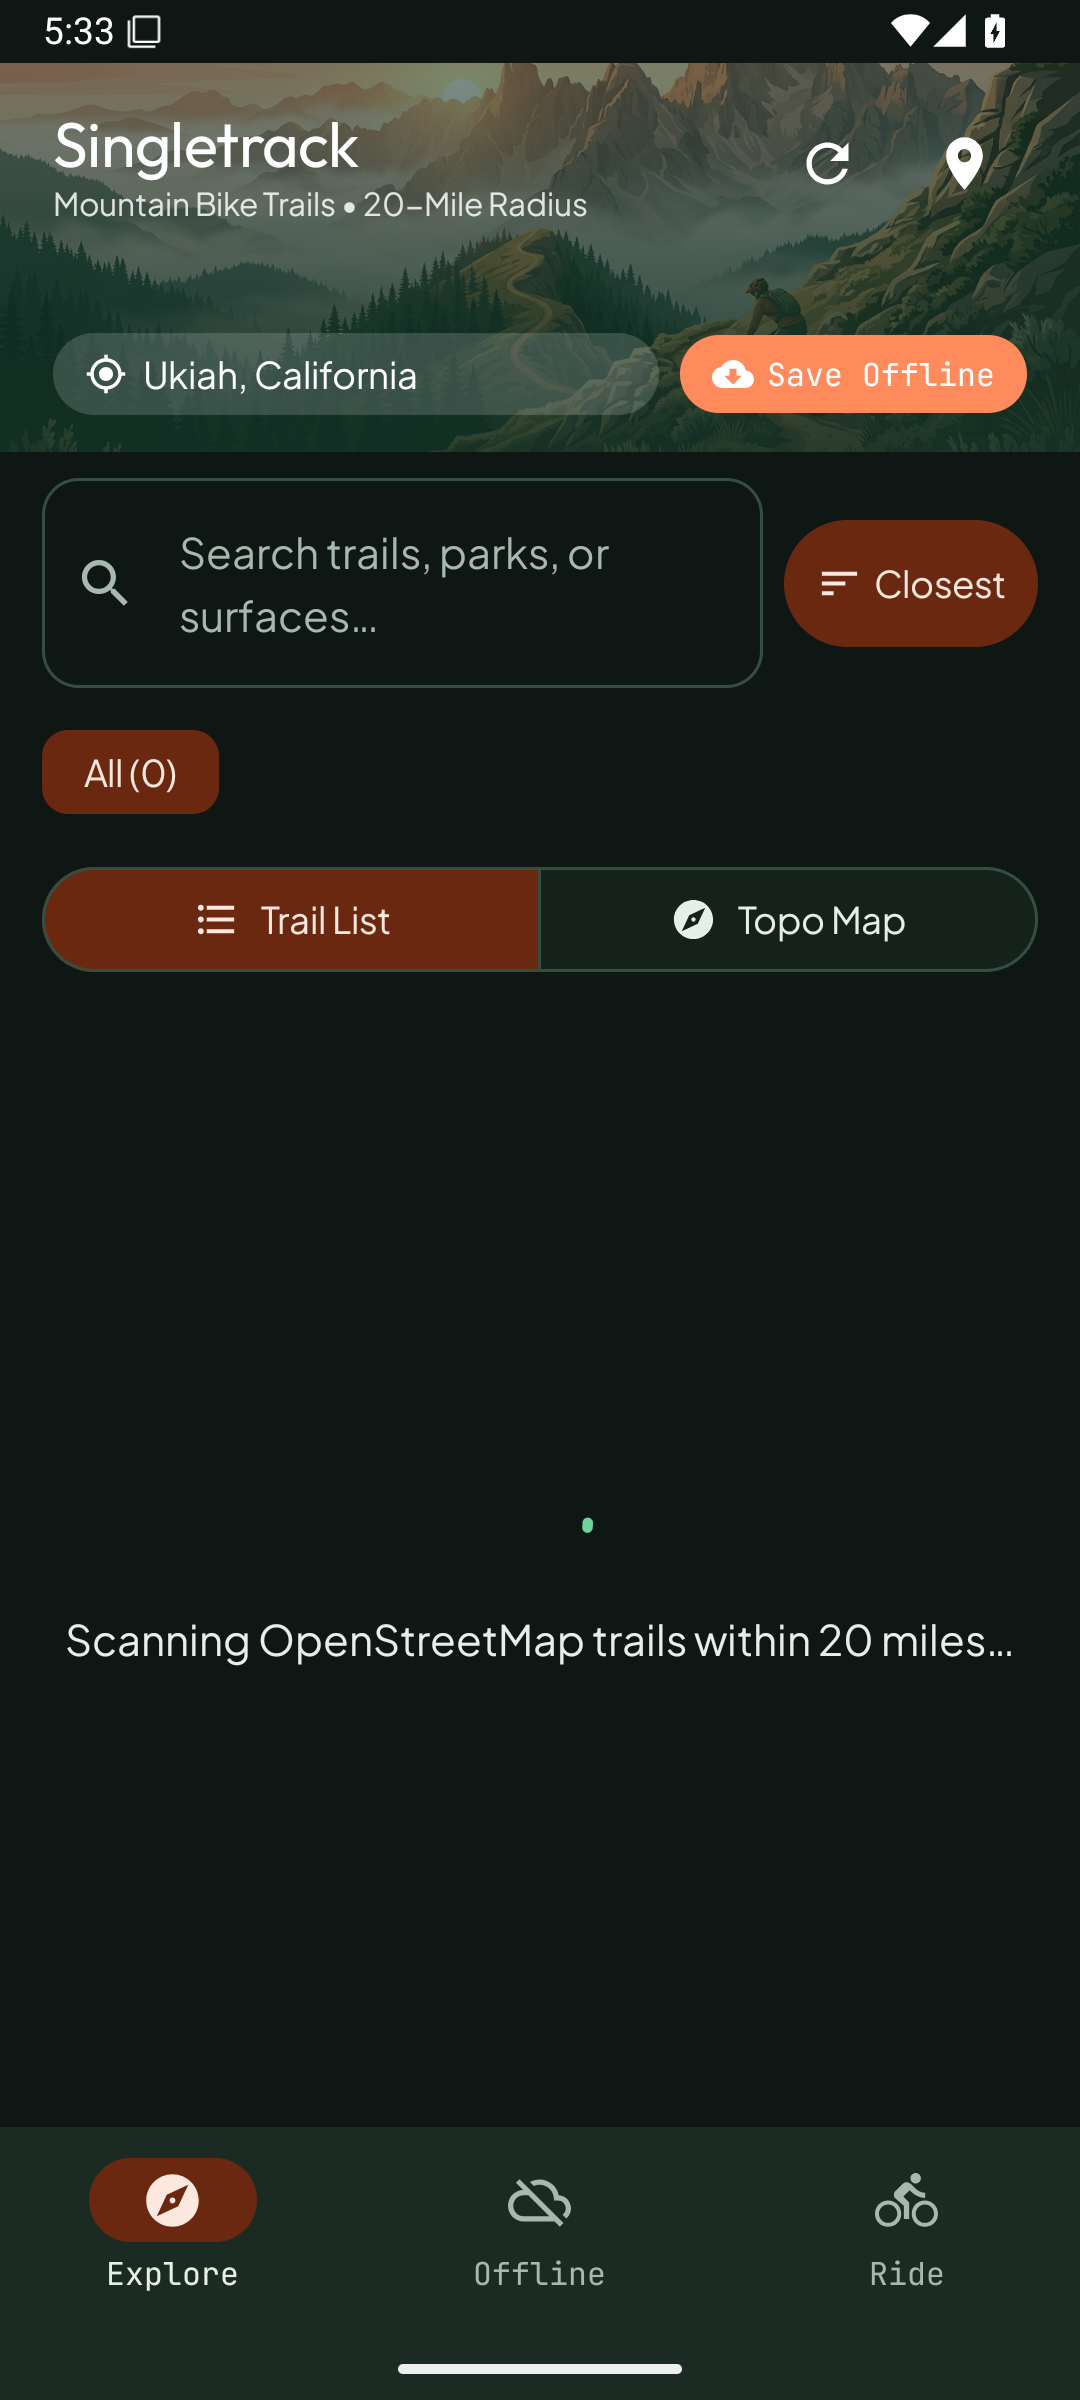 5:33
Singletrack
Mountain Bike Trails • 20-Mile Radius
Ukiah, California
Save Offline
Search trails, parks, or
surfaces...
Closest
All (0)
Trail List
Topo Map
Scanning OpenStreetMap trails within 20 miles...
Explore
Offline
Ride